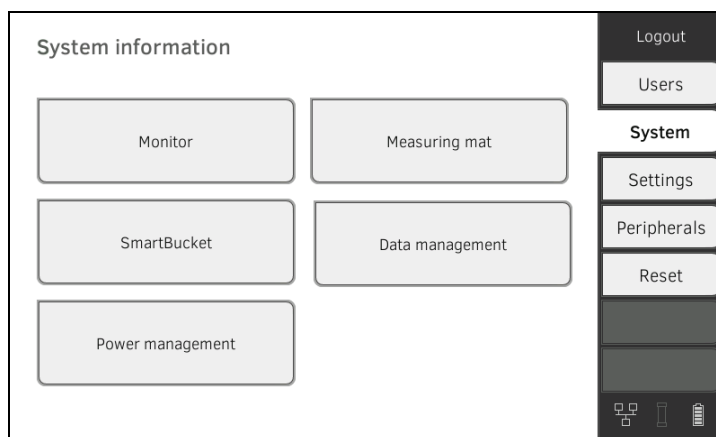 System information
Monitor
Measuring mat
SmartBucket
Data management
Power management
Logout
Users
System
Settings
Peripherals
Reset